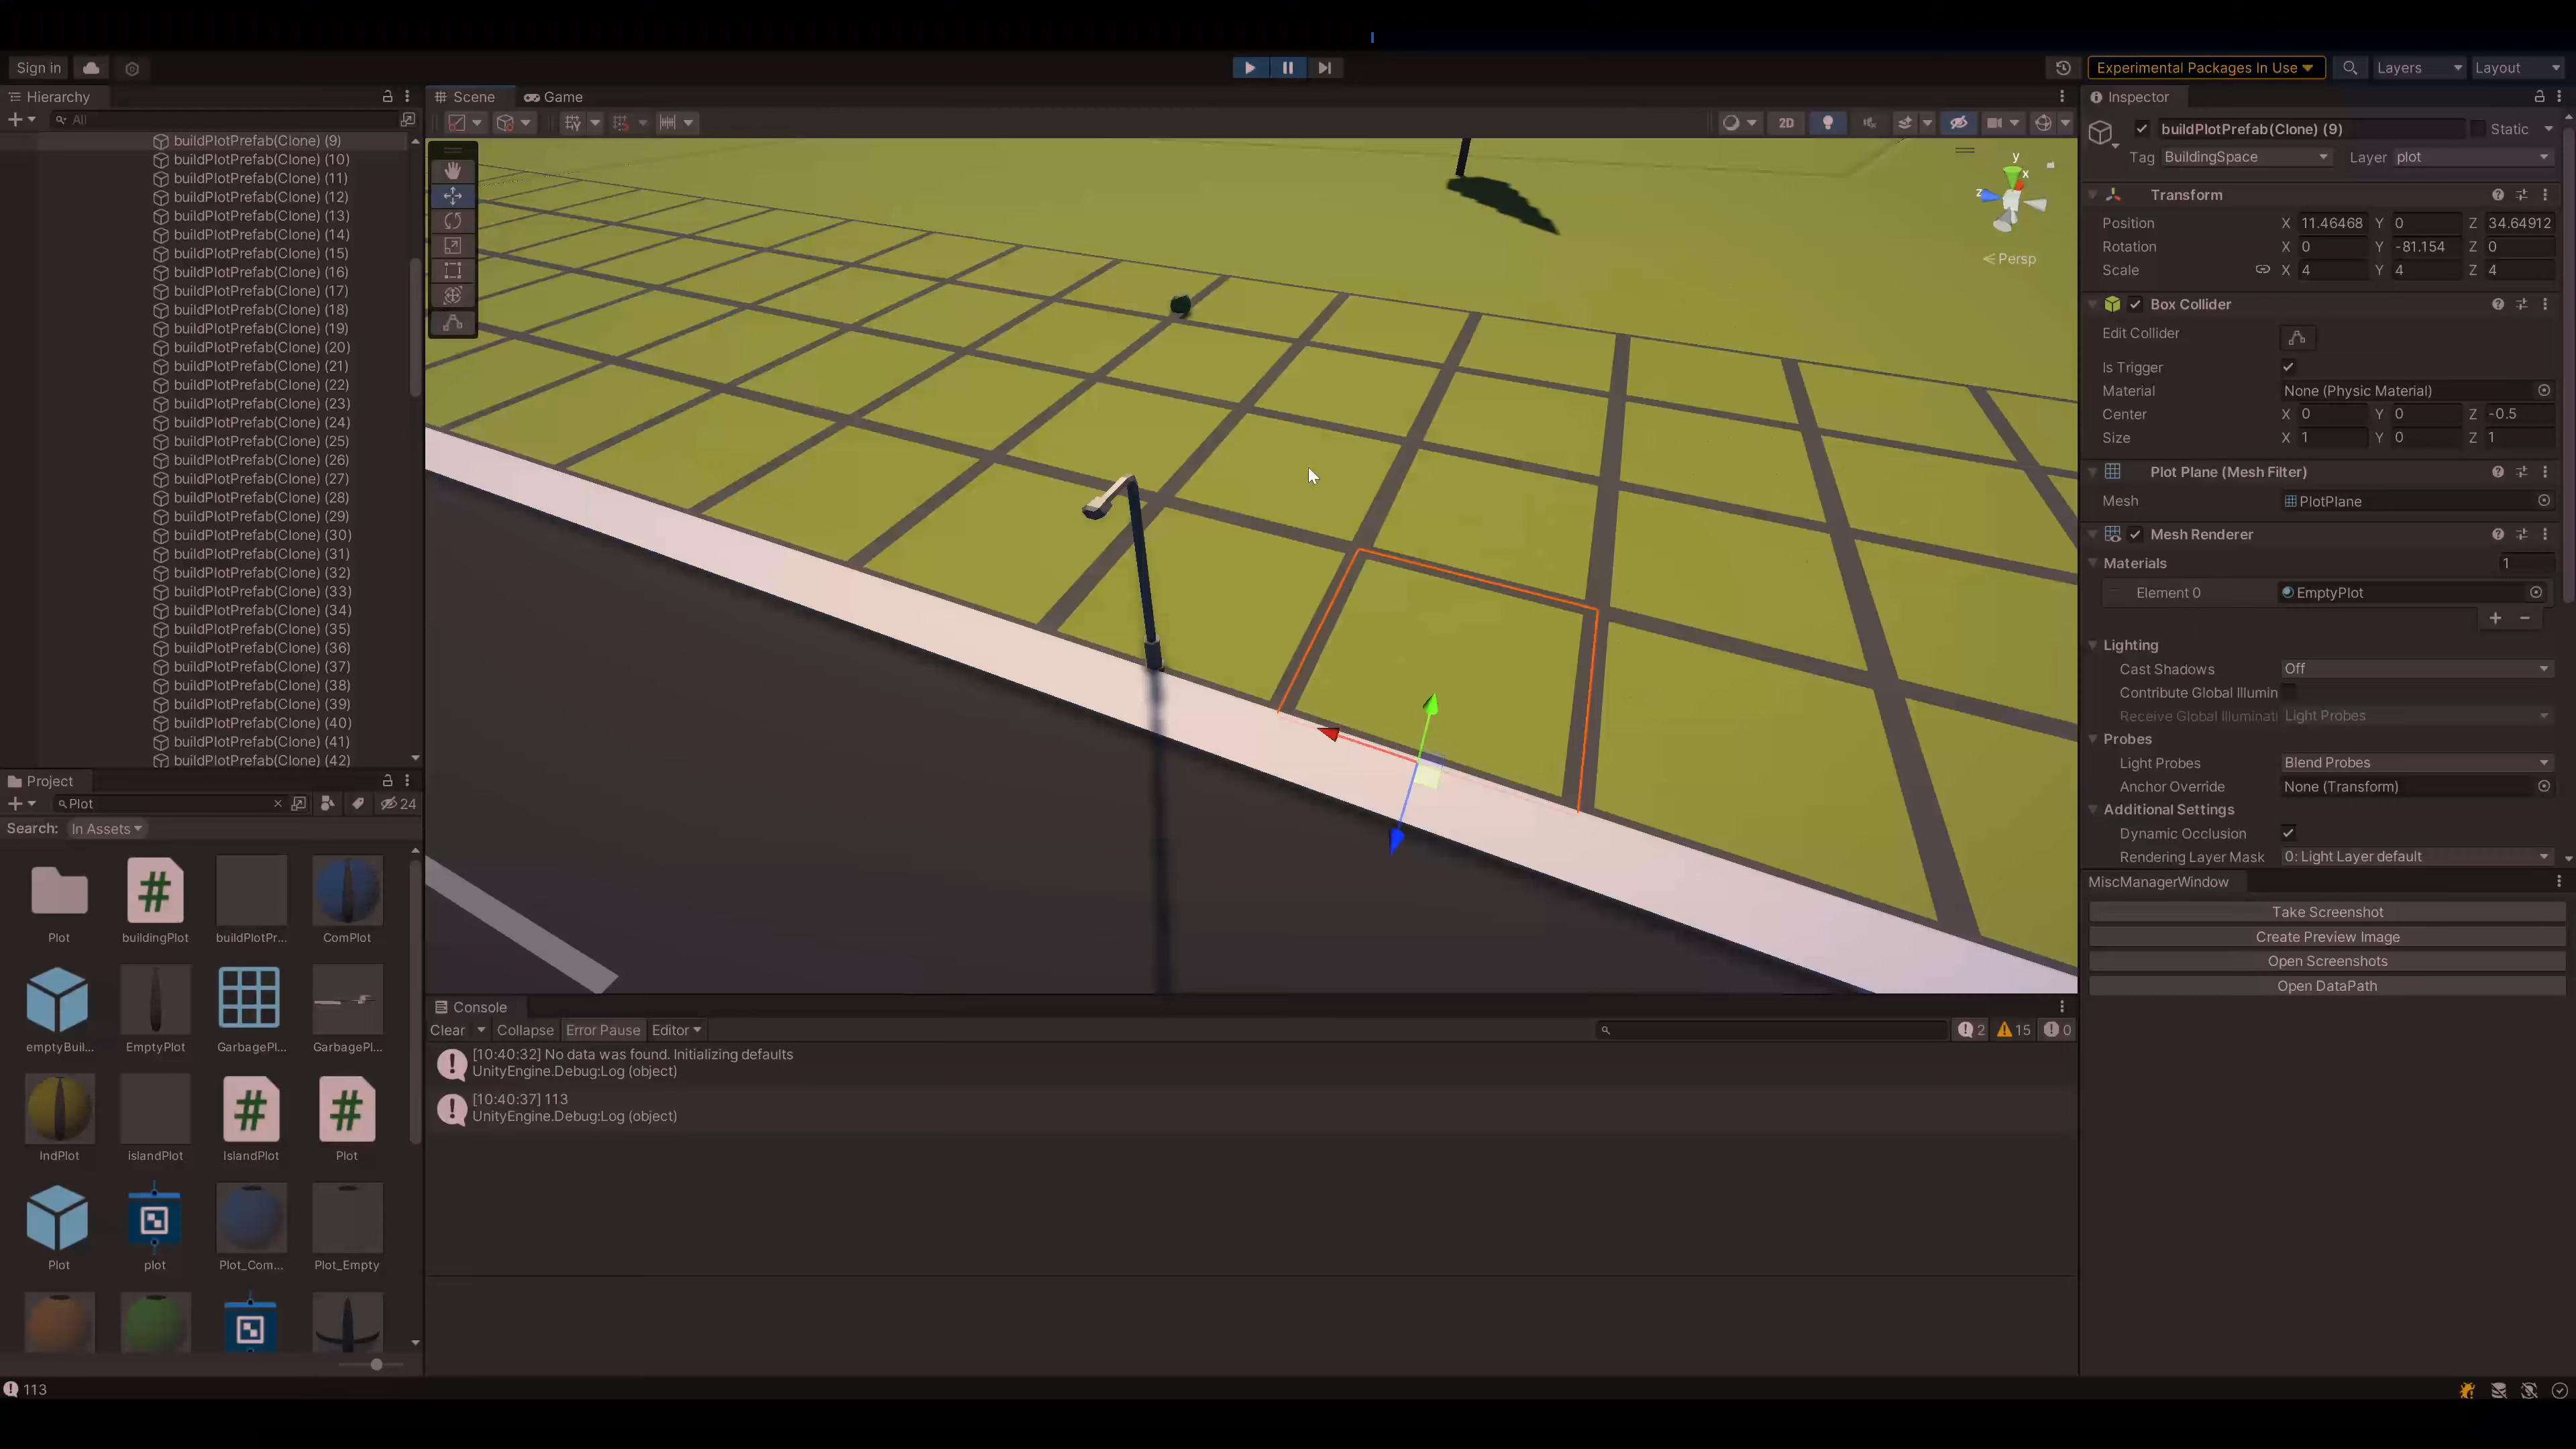 Sign in
Experimental Packages In Use
Layers
Layout
Hierarchy
Scene
Game
Inspector
All
2D
buildPlotPrefab(Clone) (9)
buildPlotPrefab(Clone) (10)
buildPlotPrefab(Clone) (11)
buildPlotPrefab(Clone) (12)
buildPlotPrefab(Clone) (13)
buildPlotPrefab(Clone) (14)
buildPlotPrefab(Clone) (15)
buildPlotPrefab(Clone) (16)
buildPlotPrefab(Clone) (17)
buildPlotPrefab(Clone) (18)
buildPlotPrefab(Clone) (19)
buildPlotPrefab(Clone) (20)
buildPlotPrefab(Clone) (21)
buildPlotPrefab(Clone) (22)
buildPlotPrefab(Clone) (23)
buildPlotPrefab(Clone) (24)
buildPlotPrefab(Clone) (25)
buildPlotPrefab(Clone) (26)
buildPlotPrefab(Clone) (27)
buildPlotPrefab(Clone) (28)
buildPlotPrefab(Clone) (29)
buildPlotPrefab(Clone) (30)
buildPlotPrefab(Clone) (31)
buildPlotPrefab(Clone) (32)
buildPlotPrefab(Clone) (33)
buildPlotPrefab(Clone) (34)
buildPlotPrefab(Clone) (35)
buildPlotPrefab(Clone) (36)
buildPlotPrefab(Clone) (37)
buildPlotPrefab(Clone) (38)
buildPlotPrefab(Clone) (39)
buildPlotPrefab(Clone) (40)
buildPlotPrefab(Clone) (41)
buildPlotPrefab(Clone) (42)
y
x
z
Persp
Project
Plot
24
Search: In Assets
Plot
buildingPlot
buildPlotPr...
ComPlot
emptyBuil...
EmptyPlot
GarbagePl...
GarbagePl...
IndPlot
islandPlot
IslandPlot
Plot
Plot
plot
Plot_Com...
Plot_Empty
Console
Clear
Collapse
Error Pause
Editor
2
15
0
[10:40:32] No data was found. Initializing defaults
UnityEngine.Debug:Log (object)
[10:40:37] 113
UnityEngine.Debug:Log (object)
buildPlotPrefab(Clone) (9)
Static
Tag BuildingSpace
Layer plot
Transform
Position X 11.46468 Y 0 Z 34.64912
Rotation X 0 Y -81.154 Z 0
Scale X 4 Y 4 Z 4
Box Collider
Edit Collider
Is Trigger
Material None (Physic Material)
Center X 0 Y 0 Z -0.5
Size X 1 Y 0 Z 1
Plot Plane (Mesh Filter)
Mesh PlotPlane
Mesh Renderer
Materials 1
Element 0 EmptyPlot
Lighting
Cast Shadows Off
Contribute Global Illumin
Receive Global Illuminati Light Probes
Probes
Light Probes Blend Probes
Anchor Override None (Transform)
Additional Settings
Dynamic Occlusion
Rendering Layer Mask 0: Light Layer default
MiscManagerWindow
Take Screenshot
Create Preview Image
Open Screenshots
Open DataPath
113